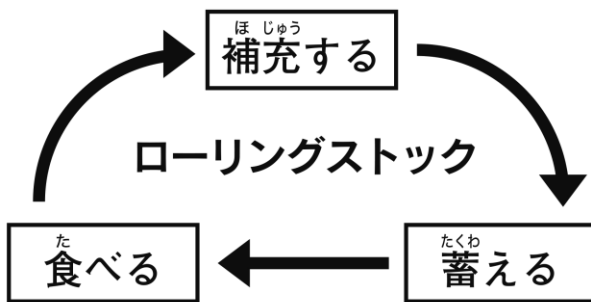 ほじゅう
補充する
ローリングストック
た
食べる
たくわ
蓄える